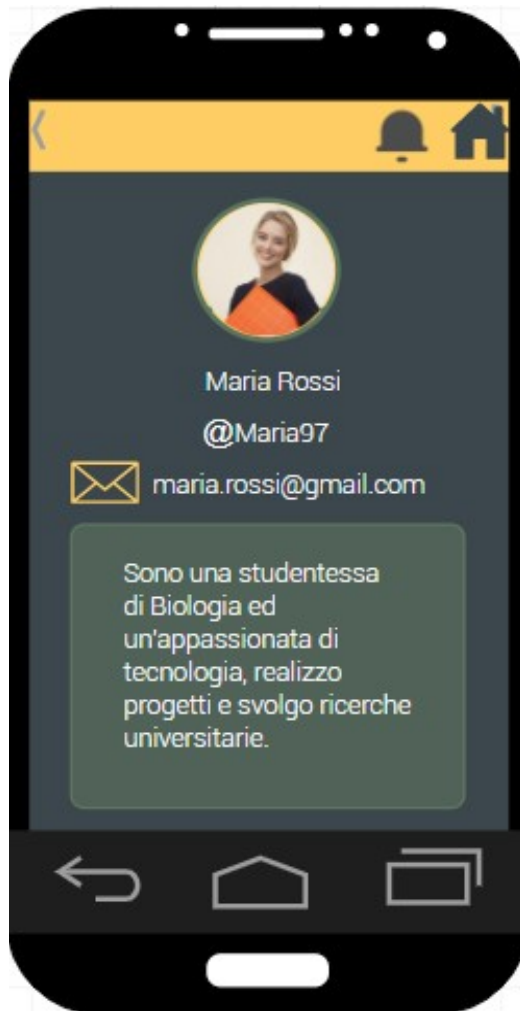 Maria Rossi
@Maria97
maria.rossi@gmail.com
Sono una studentessa
di Biologia ed
un'appassionata di
tecnologia, realizzo
progetti e svolgo ricerche
universitarie.